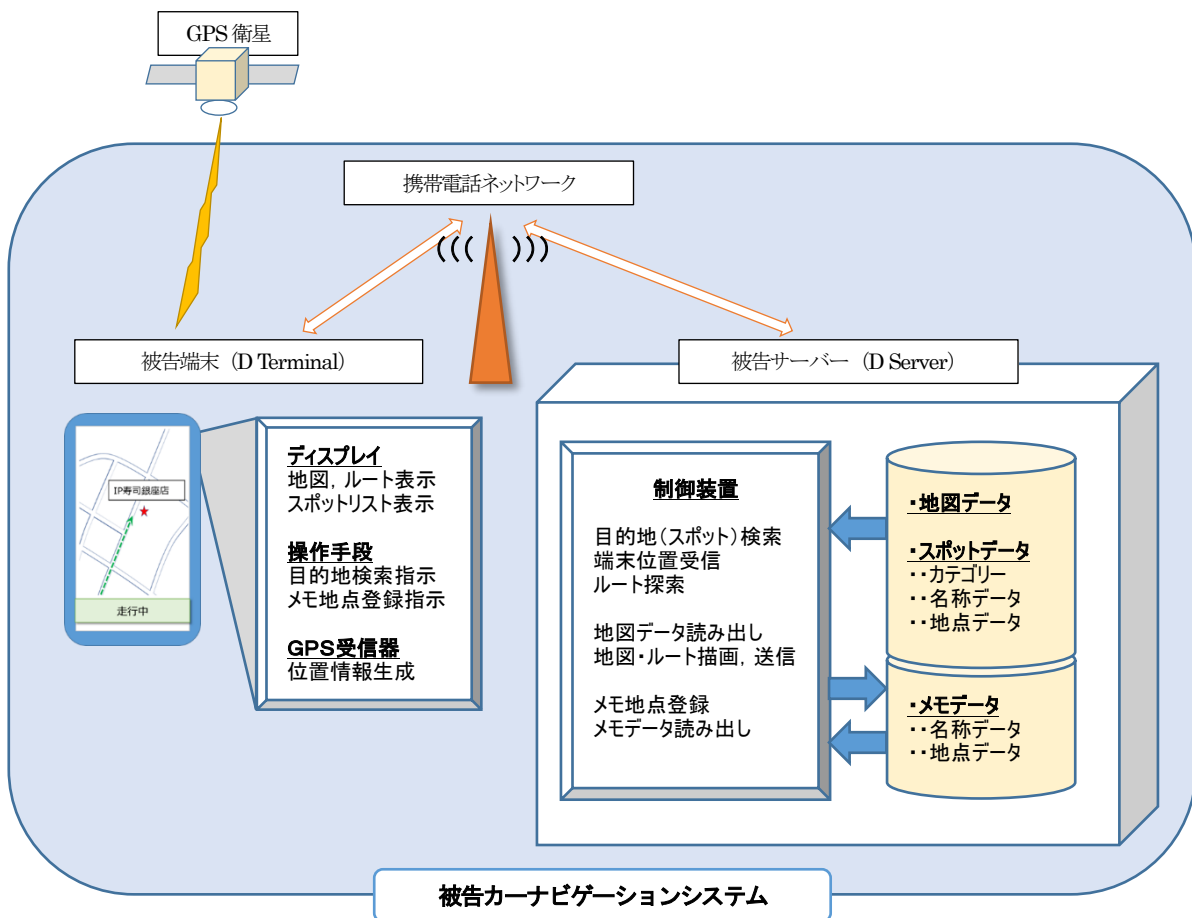 GPS 衛星
携帯電話ネットワーク
(((
)))
被告端末（D Terminal）
被告サーバー（D Server）
IP寿司銀座店
走行中
ディスプレイ
地図，ルート表示
スポットリスト表示
操作手段
目的地検索指示
メモ地点登録指示
GPS受信器
位置情報生成
制御装置
目的地（スポット）検索
端末位置受信
ルート探索
地図データ読み出し
地図・ルート描画，送信
メモ地点登録
メモデータ読み出し
・地図データ
・スポットデータ
・・カテゴリー
・・名称データ
・・地点データ
・メモデータ
・・名称データ
・・地点データ
被告カーナビゲーションシステム